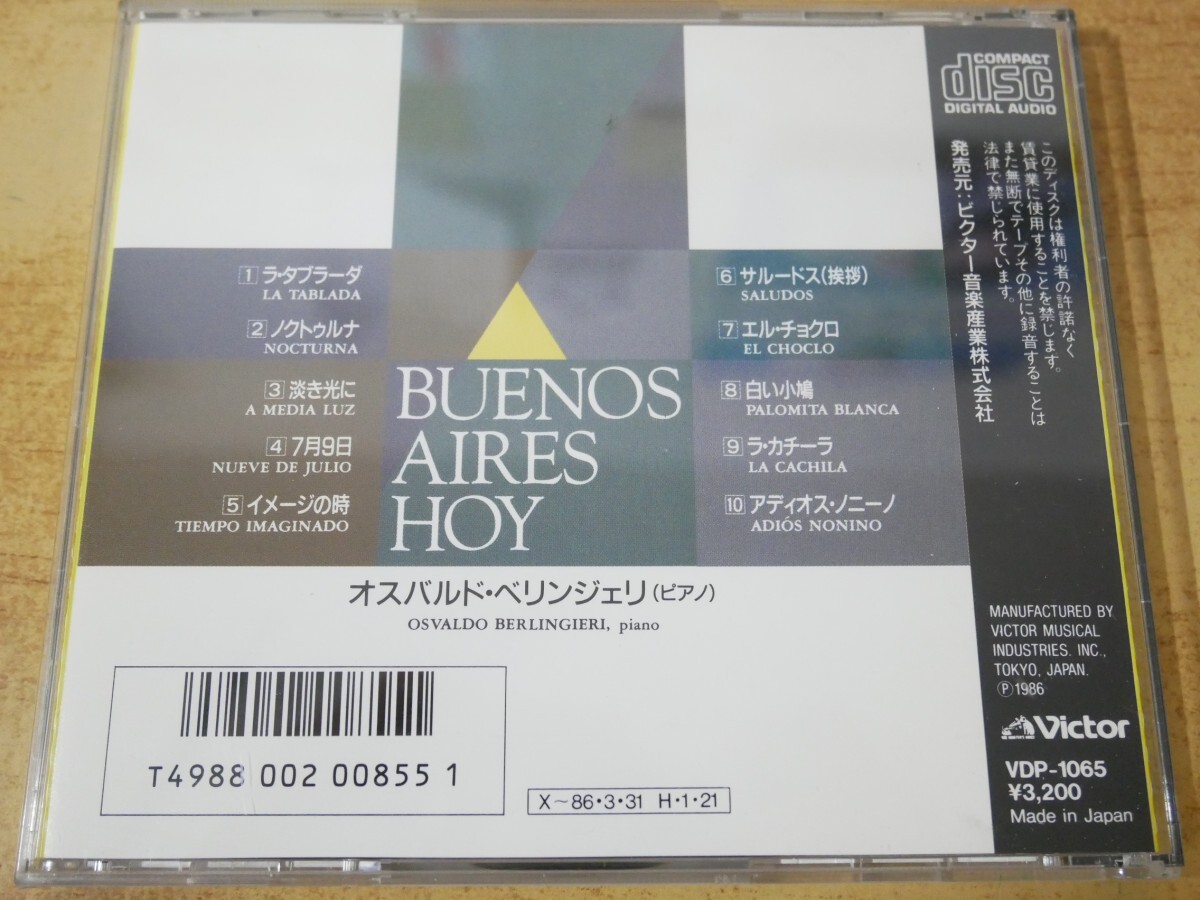 1 ラ・タブラーダ
LA TABLADA
2 ノクトゥルナ
NOCTURNA
3 淡き光に
A MEDIA LUZ
4 7月9日
NUEVE DE JULIO
5 イメージの時
TIEMPO IMAGINADO
BUENOS
AIRES
HOY
6 サルードス(挨拶)
SALUDOS
7 エル・チョクロ
EL CHOCLO
8 白い小鳩
PALOMITA BLANCA
9 ラ・カチーラ
LA CACHILA
10 アディオス・ノニーノ
ADIÓS NONINO
オスバルド・ベリンジェリ(ピアノ)
OSVALDO BERLINGIERI, piano
T4988 002 00855 1
X~86・3・31 H・1・21
COMPACT
disc
DIGITAL AUDIO
このディスクは権利者の許諾なく
賃貸業に使用することを禁じます。
また無断でテープその他に録音することは
法律で禁じられています。
発売元:ビクター音楽産業株式会社
MANUFACTURED BY
VICTOR MUSICAL
INDUSTRIES. INC.,
TOKYO, JAPAN.
Ⓟ1986
Victor
VDP-1065
¥3,200
Made in Japan